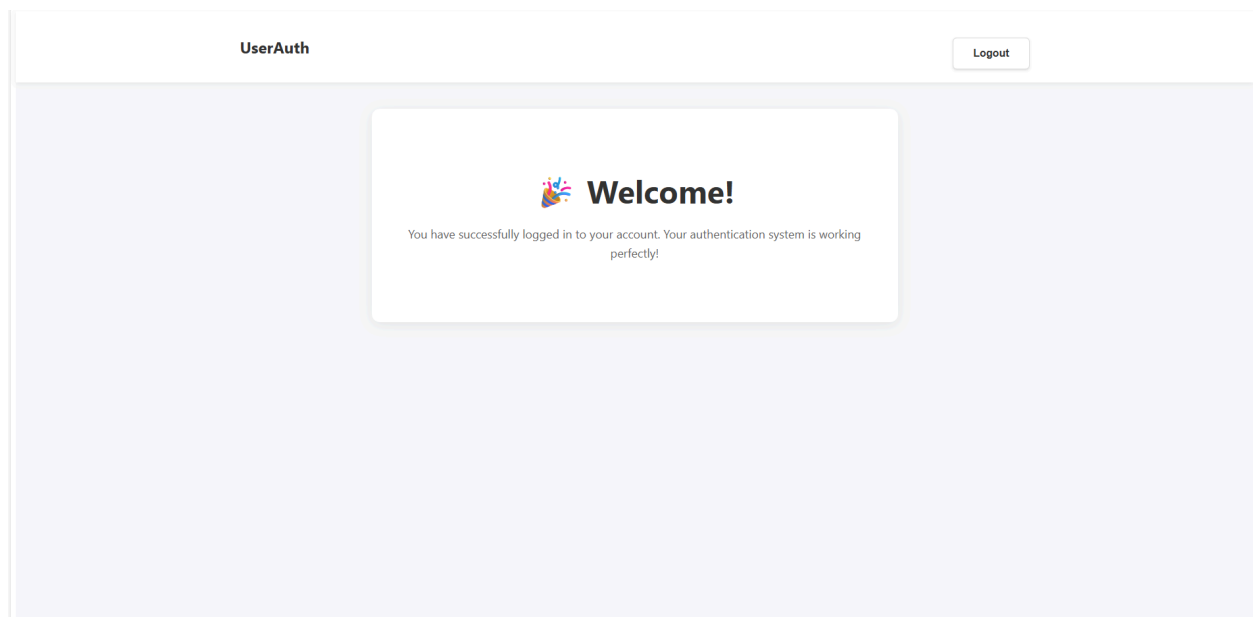 UserAuth
Logout
🎉 Welcome!
You have successfully logged in to your account. Your authentication system is working
perfectly!